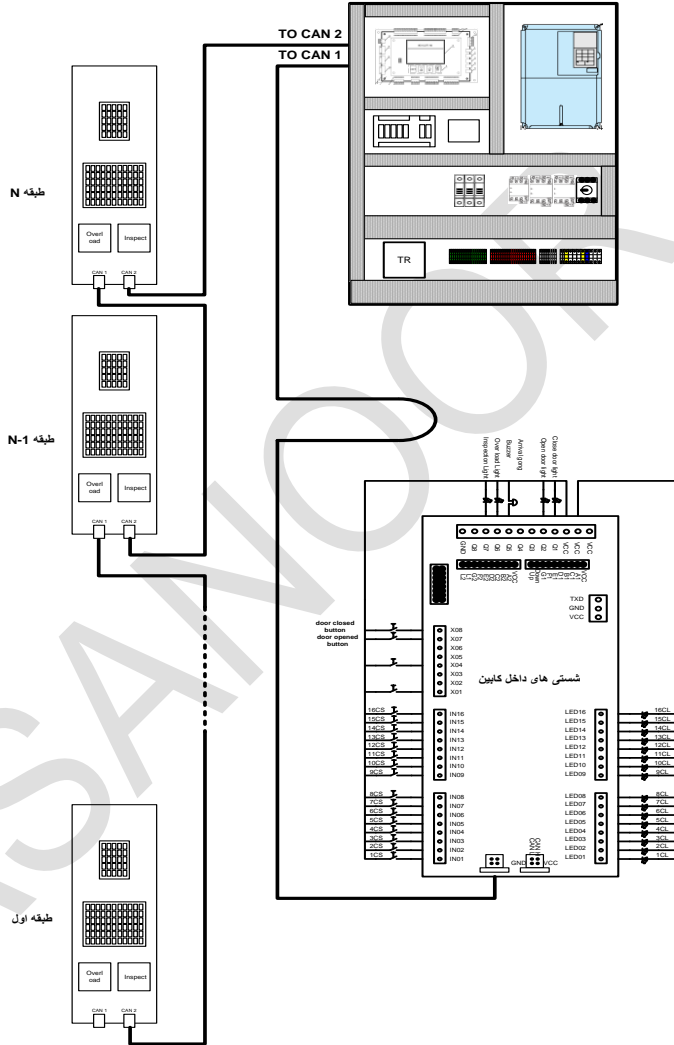 TO CAN 2
TO CAN 1
طبقه N
Overl
oad
Inspect
CAN 1
CAN 2
TR
طبقه N-1
Overl
oad
Inspect
CAN 1
CAN 2
Inspection Light
Over load Light
Buzzer
Arrival gong
Open door light
Close door light
GND
Q8
Q7
Q6
Q5
Q4
Q3
Q2
Q1
VCC
VCC
VCC
TXD
GND
VCC
door closed
button
door opened
button
X08
X07
X06
X05
X04
X03
X02
X01
شستی های داخل کابین
16CS
15CS
14CS
13CS
12CS
11CS
10CS
9CS
IN16
IN15
IN14
IN13
IN12
IN11
IN10
IN09
LED16
LED15
LED14
LED13
LED12
LED11
LED10
LED09
16CL
15CL
14CL
13CL
12CL
11CL
10CL
9CL
8CS
7CS
6CS
5CS
4CS
3CS
2CS
1CS
IN08
IN07
IN06
IN05
IN04
IN03
IN02
IN01
LED08
LED07
LED06
LED05
LED04
LED03
LED02
LED01
8CL
7CL
6CL
5CL
4CL
3CL
2CL
1CL
GND
VCC
طبقه اول
Overl
oad
Inspect
CAN 1
CAN 2
SANOOR